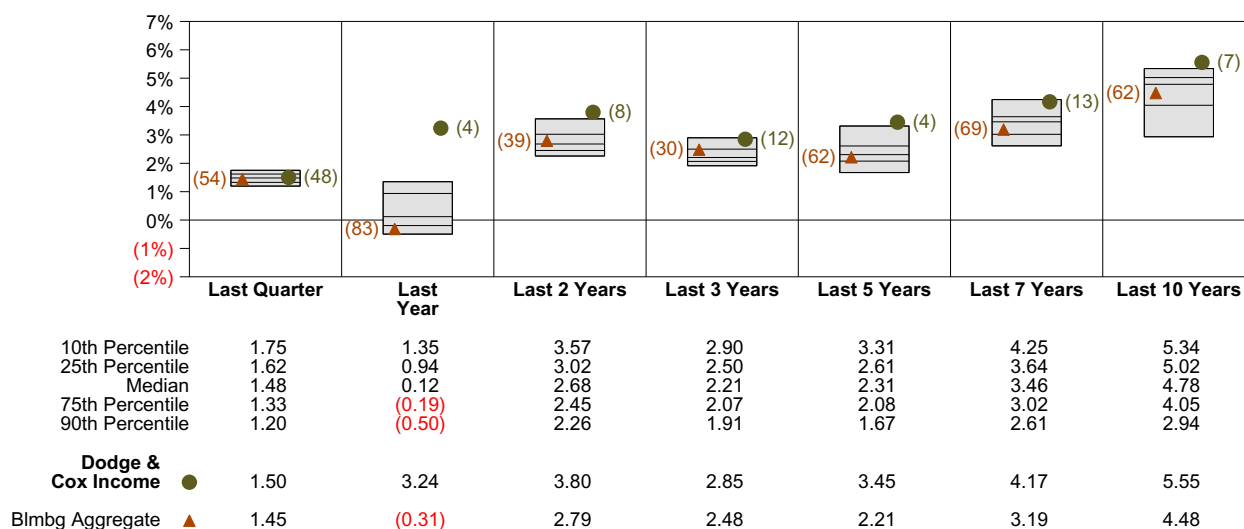 7%
6%
5%
4%
3%
2%
1%
0%
(1%)
(2%)
(54) (48)
(83) (4)
(39) (8)
(30) (12)
(62) (4)
(69) (13)
(62) (7)
Last Quarter Last Year Last 2 Years Last 3 Years Last 5 Years Last 7 Years Last 10 Years
10th Percentile 1.75 1.35 3.57 2.90 3.31 4.25 5.34
25th Percentile 1.62 0.94 3.02 2.50 2.61 3.64 5.02
Median 1.48 0.12 2.68 2.21 2.31 3.46 4.78
75th Percentile 1.33 (0.19) 2.45 2.07 2.08 3.02 4.05
90th Percentile 1.20 (0.50) 2.26 1.91 1.67 2.61 2.94
Dodge &
Cox Income 1.50 3.24 3.80 2.85 3.45 4.17 5.55
Blmbg Aggregate 1.45 (0.31) 2.79 2.48 2.21 3.19 4.48